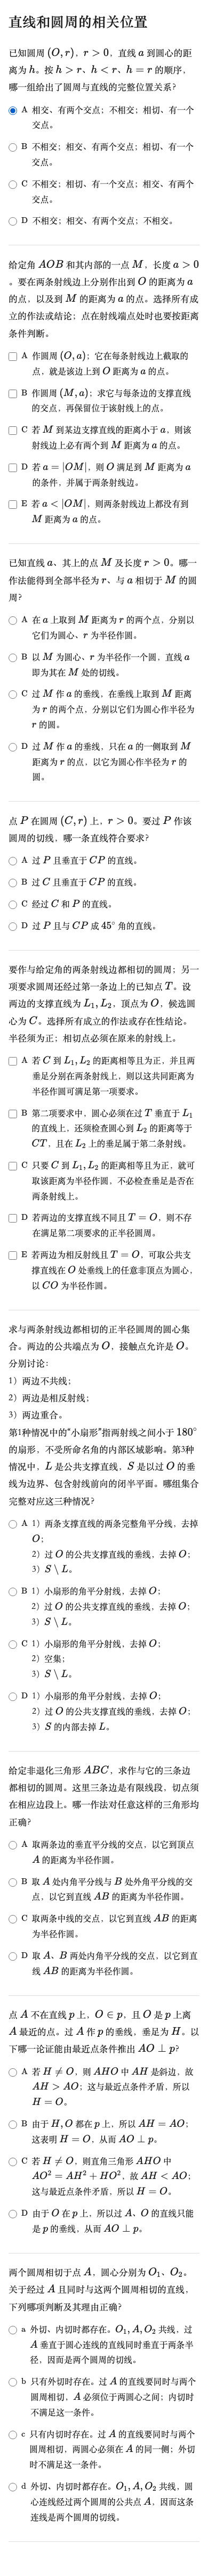 直线和圆周的相关位置
已知圆周 (O, r)，r > 0，直线 a 到圆心的距
离为 h。按 h > r、h < r、h = r 的顺序，
哪一组给出了圆周与直线的完整位置关系？
A 相交、有两个交点；不相交；相切、有一个
交点。
B 不相交；相交、有两个交点；相切、有一个
交点。
C 不相交；相切、有一个交点；相交、有两个
交点。
D 不相交；相交、有两个交点；不相交。
给定角 AOB 和其内部的一点 M，长度 a > 0
。要在两条射线边上分别作出到 O 的距离为 a
的点，以及到 M 的距离为 a 的点。选择所有成
立的作法或结论；点在射线端点处时也要按距离
条件判断。
A 作圆周 (O, a)；它在每条射线边上截取的
点，就是该边上到 O 距离为 a 的点。
B 作圆周 (M, a)；求它与每条边的支撑直线
的交点，再保留位于该射线上的点。
C 若 M 到某边支撑直线的距离小于 a，则该
射线边上必有两个到 M 距离为 a 的点。
D 若 a = |OM|，则 O 满足到 M 距离为 a
的条件，并属于两条射线边。
E 若 a < |OM|，则两条射线边上都没有到
M 距离为 a 的点。
已知直线 a、其上的点 M 及长度 r > 0。哪一
作法能得到全部半径为 r、与 a 相切于 M 的圆
周？
A 在 a 上取到 M 距离为 r 的两个点，分别以
它们为圆心、r 为半径作圆。
B 以 M 为圆心、r 为半径作一个圆，直线 a
即为其在 M 处的切线。
C 过 M 作 a 的垂线，在垂线上取到 M 距离
为 r 的两个点，分别以它们为圆心作半径为
r 的圆。
D 过 M 作 a 的垂线，只在 a 的一侧取到 M
距离为 r 的点，以它为圆心作半径为 r 的
圆。
点 P 在圆周 (C, r) 上，r > 0。要过 P 作该
圆周的切线，哪一条直线符合要求？
A 过 P 且垂直于 CP 的直线。
B 过 C 且垂直于 CP 的直线。
C 经过 C 和 P 的直线。
D 过 P 且与 CP 成 45° 角的直线。
要作与给定角的两条射线边都相切的圆周；另一
项要求圆周还经过第一条边上的已知点 T。设
两边的支撑直线为 L₁, L₂，顶点为 O，候选圆
心为 C。选择所有成立的作法或存在性结论。
半径须为正；相切点必须在原来的射线上。
A 若 C 到 L₁, L₂ 的距离相等且为正，并且两
垂足分别在两条射线上，则以这共同距离为
半径作圆可满足第一项要求。
B 第二项要求中，圆心必须在过 T 垂直于 L₁
的直线上，还须检查圆心到 L₂ 的距离等于
CT，且在 L₂ 上的垂足属于第二条射线。
C 只要 C 到 L₁, L₂ 的距离相等且为正，就可
取该距离为半径作圆，不必检查垂足是否在
两条射线上。
D 若两边的支撑直线不同且 T = O，则不存
在满足第二项要求的正半径圆周。
E 若两边为相反射线且 T = O，可取公共支
撑直线在 O 处垂线上的任意非顶点为圆心，
以 CO 为半径作圆。
求与两条射线边都相切的正半径圆周的圆心集
合。两边的公共端点为 O，接触点允许是 O。
分别讨论：
1）两边不共线；
2）两边是相反射线；
3）两边重合。
第1种情况中的“小扇形”指两射线之间小于 180°
的扇形，不受所命名角的内部区域影响。第3种
情况中，L 是公共支撑直线，S 是以过 O 的垂
线为边界、包含射线前向的闭半平面。哪组集合
完整对应这三种情况？
A 1）两条支撑直线的两条完整角平分线，去掉
O；
2）过 O 的公共支撑直线的垂线，去掉 O；
3）S \ L。
B 1）小扇形的角平分射线，去掉 O；
2）过 O 的公共支撑直线的垂线，去掉 O；
3）S \ L。
C 1）小扇形的角平分射线，去掉 O；
2）空集；
3）S \ L。
D 1）小扇形的角平分射线，去掉 O；
2）过 O 的公共支撑直线的垂线，去掉 O；
3）S 的内部去掉 L。
给定非退化三角形 ABC，求作与它的三条边
都相切的圆周。这里三条边是有限线段，切点须
在相应边段上。哪一作法对任意这样的三角形均
正确？
A 取两条边的垂直平分线的交点，以它到顶点
A 的距离为半径作圆。
B 取 A 处内角平分线与 B 处外角平分线的交
点，以它到直线 AB 的距离为半径作圆。
C 取两条中线的交点，以它到直线 AB 的距离
为半径作圆。
D 取 A、B 两处内角平分线的交点，以它到直
线 AB 的距离为半径作圆。
点 A 不在直线 p 上，O ∈ p，且 O 是 p 上离
A 最近的点。过 A 作 p 的垂线，垂足为 H。以
下哪一论证能由最近点条件推出 AO ⊥ p？
A 若 H ≠ O，则 AHO 中 AH 是斜边，故
AH > AO；这与最近点条件矛盾，所以
H = O。
B 由于 H, O 都在 p 上，所以 AH = AO；
这表明 H = O，从而 AO ⊥ p。
C 若 H ≠ O，则直角三角形 AHO 中
AO² = AH² + HO²，故 AH < AO；
这与最近点条件矛盾，所以 H = O。
D 由于 O 在 p 上，所以过 A、O 的直线只能
是 p 的垂线，从而 AO ⊥ p。
两个圆周相切于点 A，圆心分别为 O₁、O₂。
关于经过 A 且同时与这两个圆周相切的直线，
下列哪项判断及其理由正确？
a 外切、内切时都存在。O₁, A, O₂ 共线，过
A 垂直于圆心连线的直线同时垂直于两条半
径，因而是两个圆周的切线。
b 只有外切时存在。过 A 的直线要同时与两个
圆周相切，A 必须位于两圆心之间；内切时
不满足这一条件。
c 只有内切时存在。过 A 的直线要同时与两个
圆周相切，两圆心必须在 A 的同一侧；外切
时不满足这一条件。
d 外切、内切时都存在。O₁, A, O₂ 共线，圆
心连线经过两个圆周的公共点 A，因而这条
连线是两个圆周的切线。